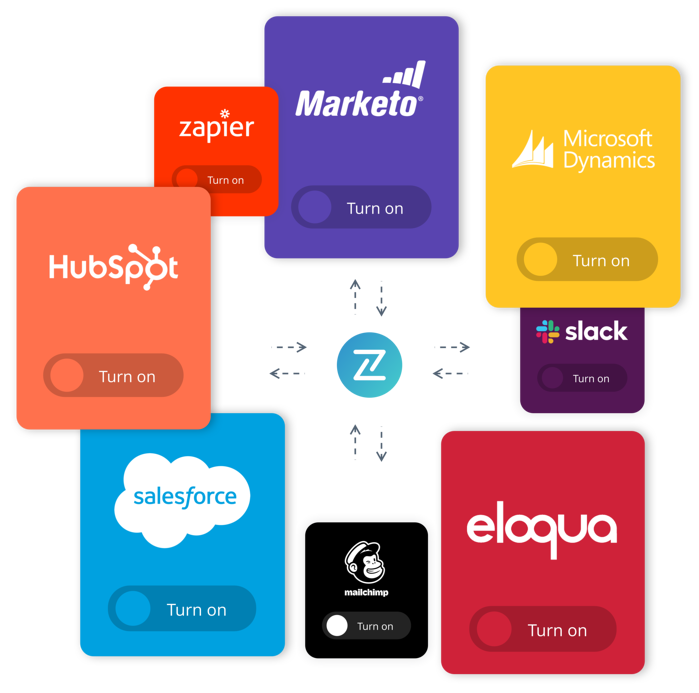 Marketo®
Turn on
zapier
Turn on
Microsoft
Dynamics
Turn on
HubSpot
Turn on
slack
Turn on
salesforce
Turn on
eloqua
Turn on
mailchimp
Turn on